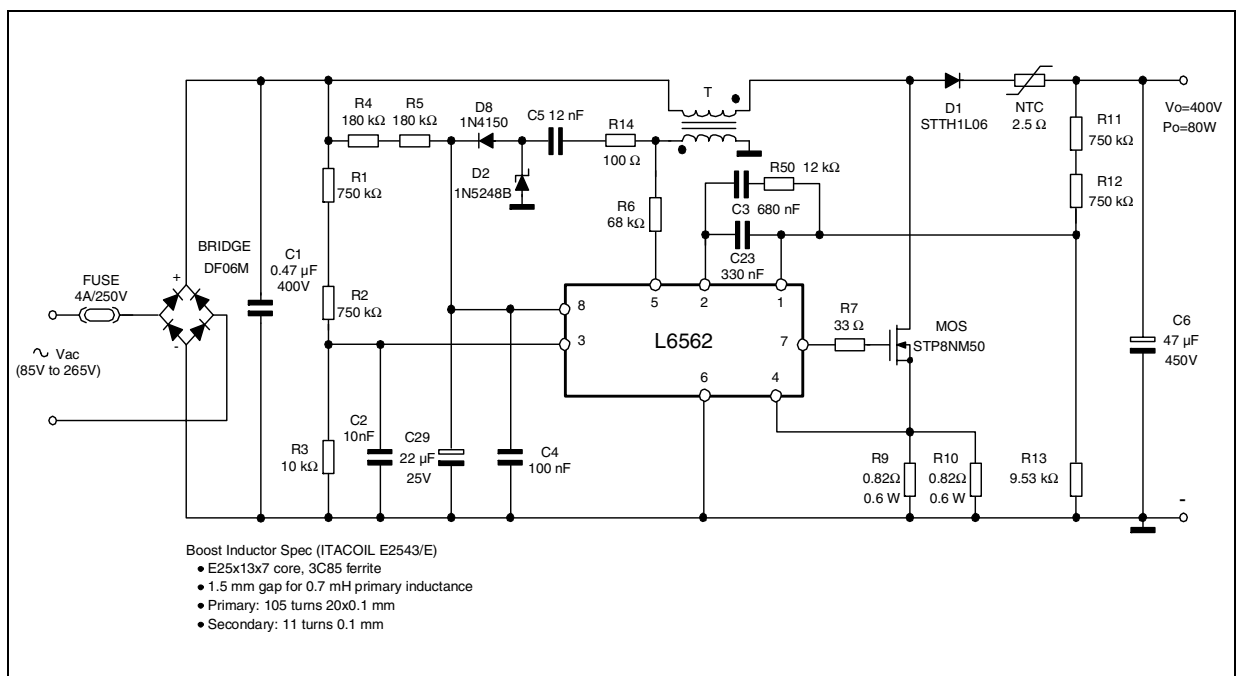 T
D1
STTH1L06
NTC
2.5 Ω
Vo=400V
Po=80W
R4
180 kΩ
R5
180 kΩ
D8
1N4150
C5 12 nF
R14
100 Ω
R11
750 kΩ
R12
750 kΩ
R1
750 kΩ
D2
1N5248B
R50 12 kΩ
C3 680 nF
R6
68 kΩ
C23
330 nF
BRIDGE
DF06M
+
-
FUSE
4A/250V
C1
0.47 µF
400V
R2
750 kΩ
5
2
1
8
3
L6562
7
6
4
R7
33 Ω
MOS
STP8NM50
C6
47 µF
450V
Vac
(85V to 265V)
R3
10 kΩ
C2
10nF
C29
22 µF
25V
C4
100 nF
R9
0.82Ω
0.6 W
R10
0.82Ω
0.6 W
R13
9.53 kΩ
-
Boost Inductor Spec (ITACOIL E2543/E)
● E25x13x7 core, 3C85 ferrite
● 1.5 mm gap for 0.7 mH primary inductance
● Primary: 105 turns 20x0.1 mm
● Secondary: 11 turns 0.1 mm